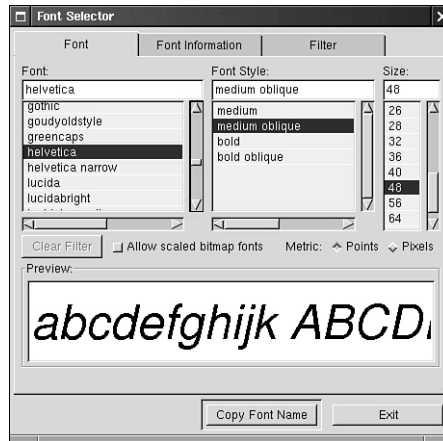 Font Selector
Font Font Information Filter
Font: Font Style: Size:
helvetica medium oblique 48
gothic medium 26
goudyoldstyle medium oblique 28
greencaps bold 32
helvetica bold oblique 36
helvetica narrow 40
lucida 48
lucidabright 56
64
Clear Filter Allow scaled bitmap fonts Metric: Points Pixels
Preview:
abcdefghijk ABCD
Copy Font Name Exit